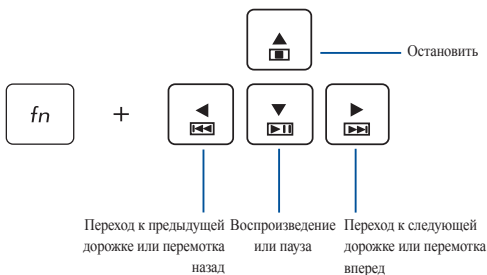 Остановить
fn +
Переход к предыдущей
дорожке или перемотка
назад
Воспроизведение
или пауза
Переход к следующей
дорожке или перемотка
вперед